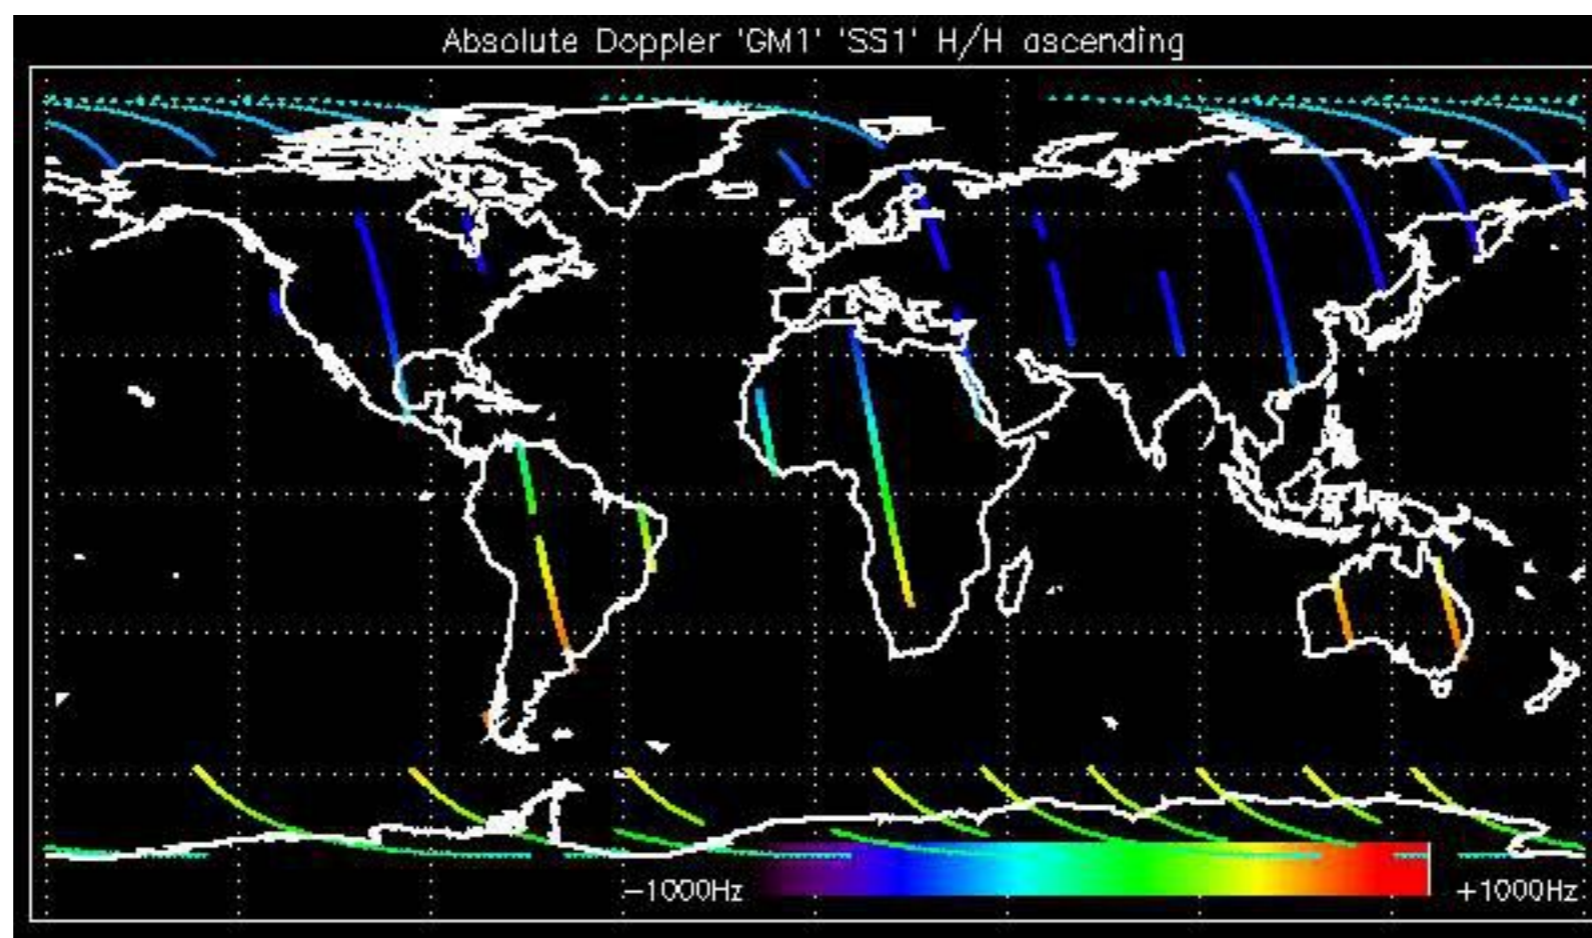 Absolute Doppler 'GM1' 'SS1' H/H ascending
−1000Hz +1000Hz